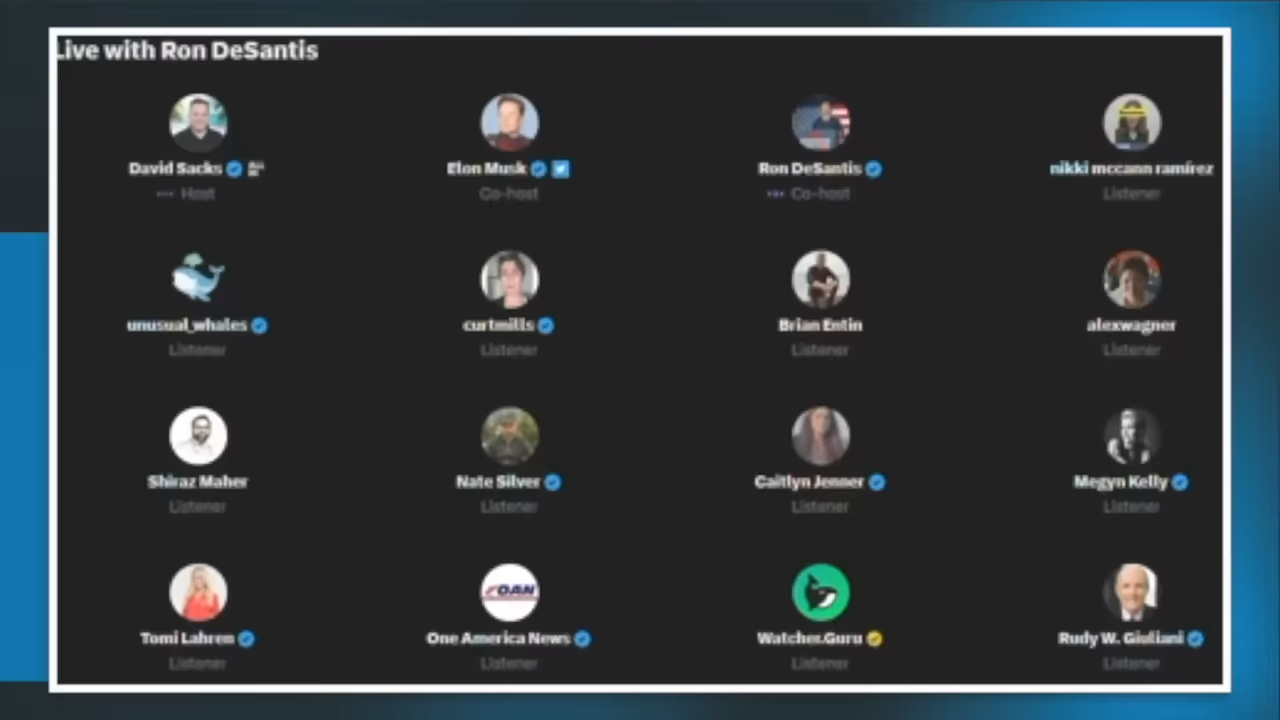 Live with Ron DeSantis
David Sacks
Elon Musk
Ron DeSantis
nikki mccann ramírez
Host
Co-host
Co-host
Listener
unusual_whales
curtmills
Brian Entin
alexwagner
Listener
Listener
Listener
Listener
Shiraz Maher
Nate Silver
Caitlyn Jenner
Megyn Kelly
Listener
Listener
Listener
Listener
OAN
Tomi Lahren
One America News
Watcher.Guru
Rudy W. Giuliani
Listener
Listener
Listener
Listener